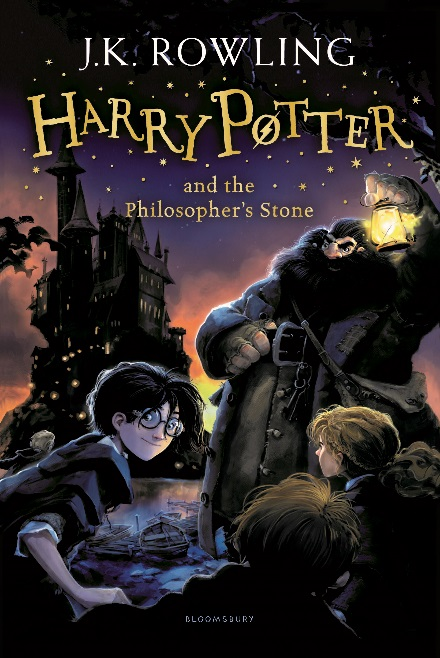 J.K. ROWLING
HARRY POTTER
and the
Philosopher's Stone
BLOOMSBURY